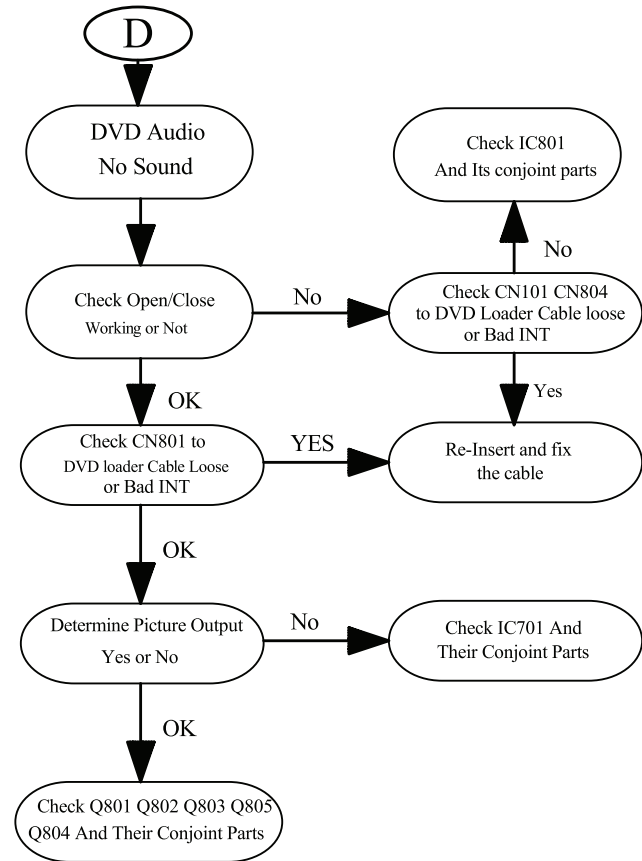 D
DVD Audio
No Sound
Check IC801
And Its conjoint parts
No
Check Open/Close
Working or Not
No
Check CN101 CN804
to DVD Loader Cable loose
or Bad INT
OK
Yes
Check CN801 to
DVD loader Cable Loose
or Bad INT
YES
Re-Insert and fix
the cable
OK
Determine Picture Output
Yes or No
No
Check IC701 And
Their Conjoint Parts
OK
Check Q801 Q802 Q803 Q805
Q804 And Their Conjoint Parts